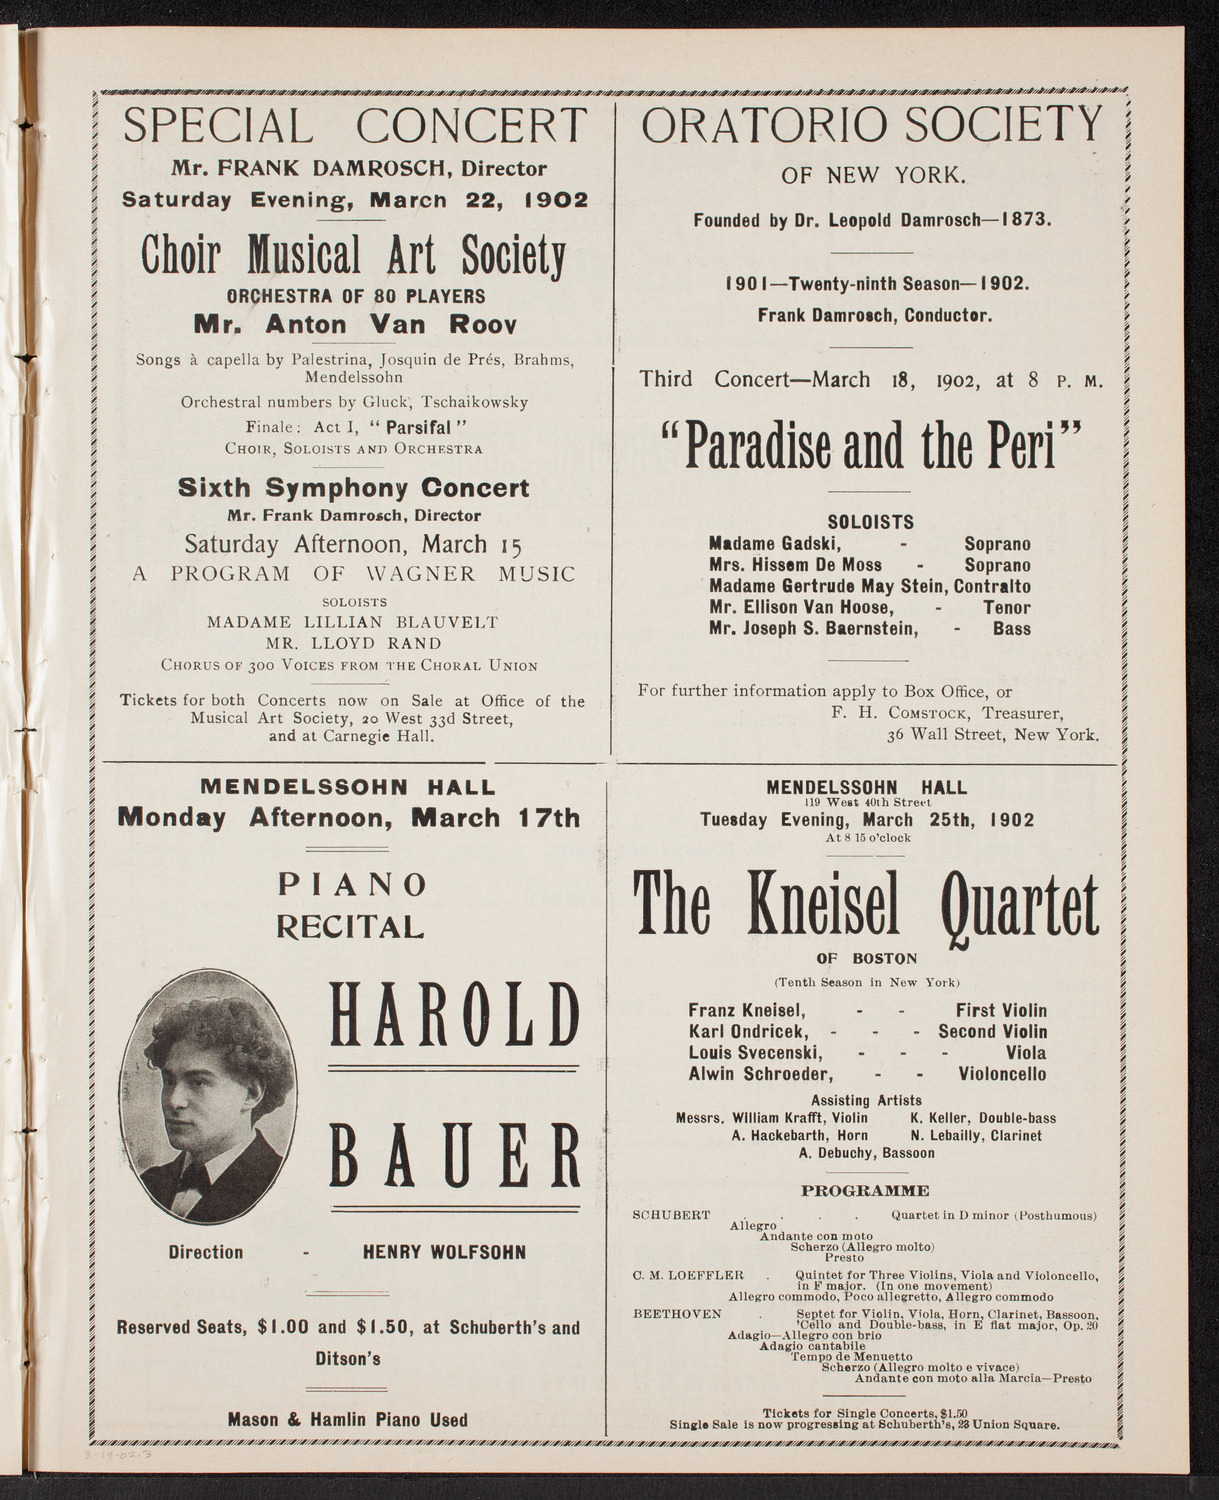 SPECIAL CONCERT
Mr. FRANK DAMROSCH, Director
Saturday Evening, March 22, 1902
Choir Musical Art Society
ORCHESTRA OF 80 PLAYERS
Mr. Anton Van Roov
Songs à capella by Palestrina, Josquin de Prés, Brahms,
Mendelssohn
Orchestral numbers by Gluck, Tschaikowsky
Finale: Act I, "Parsifal"
CHOIR, SOLOISTS AND ORCHESTRA
Sixth Symphony Concert
Mr. Frank Damrosch, Director
Saturday Afternoon, March 15
A PROGRAM OF WAGNER MUSIC
SOLOISTS
MADAME LILLIAN BLAUVELT
MR. LLOYD RAND
CHORUS OF 300 VOICES FROM THE CHORAL UNION
Tickets for both Concerts now on Sale at Office of the
Musical Art Society, 20 West 33d Street,
and at Carnegie Hall.
ORATORIO SOCIETY
OF NEW YORK.
Founded by Dr. Leopold Damrosch—1873.
1901—Twenty-ninth Season—1902.
Frank Damrosch, Conductor.
Third Concert—March 18, 1902, at 8 P. M.
"Paradise and the Peri"
SOLOISTS
Madame Gadski, - Soprano
Mrs. Hissem De Moss - Soprano
Madame Gertrude May Stein, Contralto
Mr. Ellison Van Hoose, - Tenor
Mr. Joseph S. Baernstein, - Bass
For further information apply to Box Office, or
F. H. COMSTOCK, Treasurer,
36 Wall Street, New York.
MENDELSSOHN HALL
Monday Afternoon, March 17th
PIANO
RECITAL
HAROLD
BAUER
Direction - HENRY WOLFSOHN
Reserved Seats, $1.00 and $1.50, at Schuberth's and
Ditson's
Mason & Hamlin Piano Used
MENDELSSOHN HALL
119 West 40th Street
Tuesday Evening, March 25th, 1902
At 8 15 o'clock
The Kneisel Quartet
OF BOSTON
(Tenth Season in New York)
Franz Kneisel, - - First Violin
Karl Ondricek, - - - Second Violin
Louis Svecenski, - - - Viola
Alwin Schroeder, - - Violoncello
Assisting Artists
Messrs. William Krafft, Violin K. Keller, Double-bass
A. Hackebarth, Horn N. Lebailly, Clarinet
A. Debuchy, Bassoon
PROGRAMME
SCHUBERT . . . . Quartet in D minor (Posthumous)
Allegro
Andante con moto
Scherzo (Allegro molto)
Presto
C. M. LOEFFLER . Quintet for Three Violins, Viola and Violoncello,
in F major. (In one movement)
Allegro commodo, Poco allegretto, Allegro commodo
BEETHOVEN . Septet for Violin, Viola, Horn, Clarinet, Bassoon,
'Cello and Double-bass, in E flat major, Op. 20
Adagio—Allegro con brio
Adagio cantabile
Tempo de Menuetto
Scherzo (Allegro molto e vivace)
Andante con moto alla Marcia—Presto
Tickets for Single Concerts, $1.50
Single Sale is now progressing at Schuberth's, 23 Union Square.
3-14-02-3